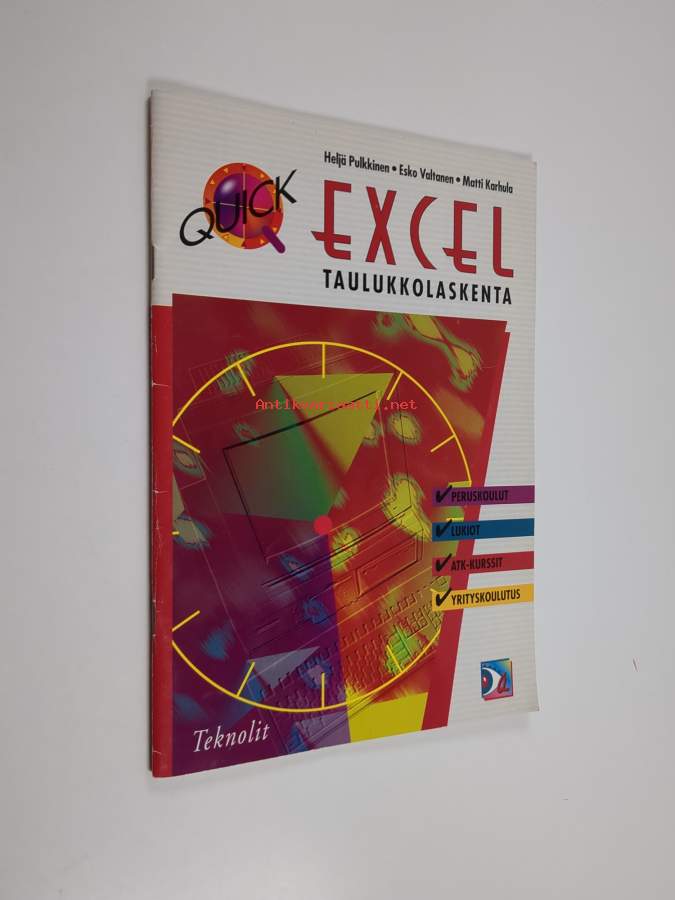 Heljä Pulkkinen • Esko Valtanen • Matti Karhula
QUICK
EXCEL
TAULUKKOLASKENTA
Antikvariaatti.net
✔ PERUSKOULUT
✔ LUKIOT
✔ ATK-KURSSIT
✔ YRITYSKOULUTUS
Teknolit